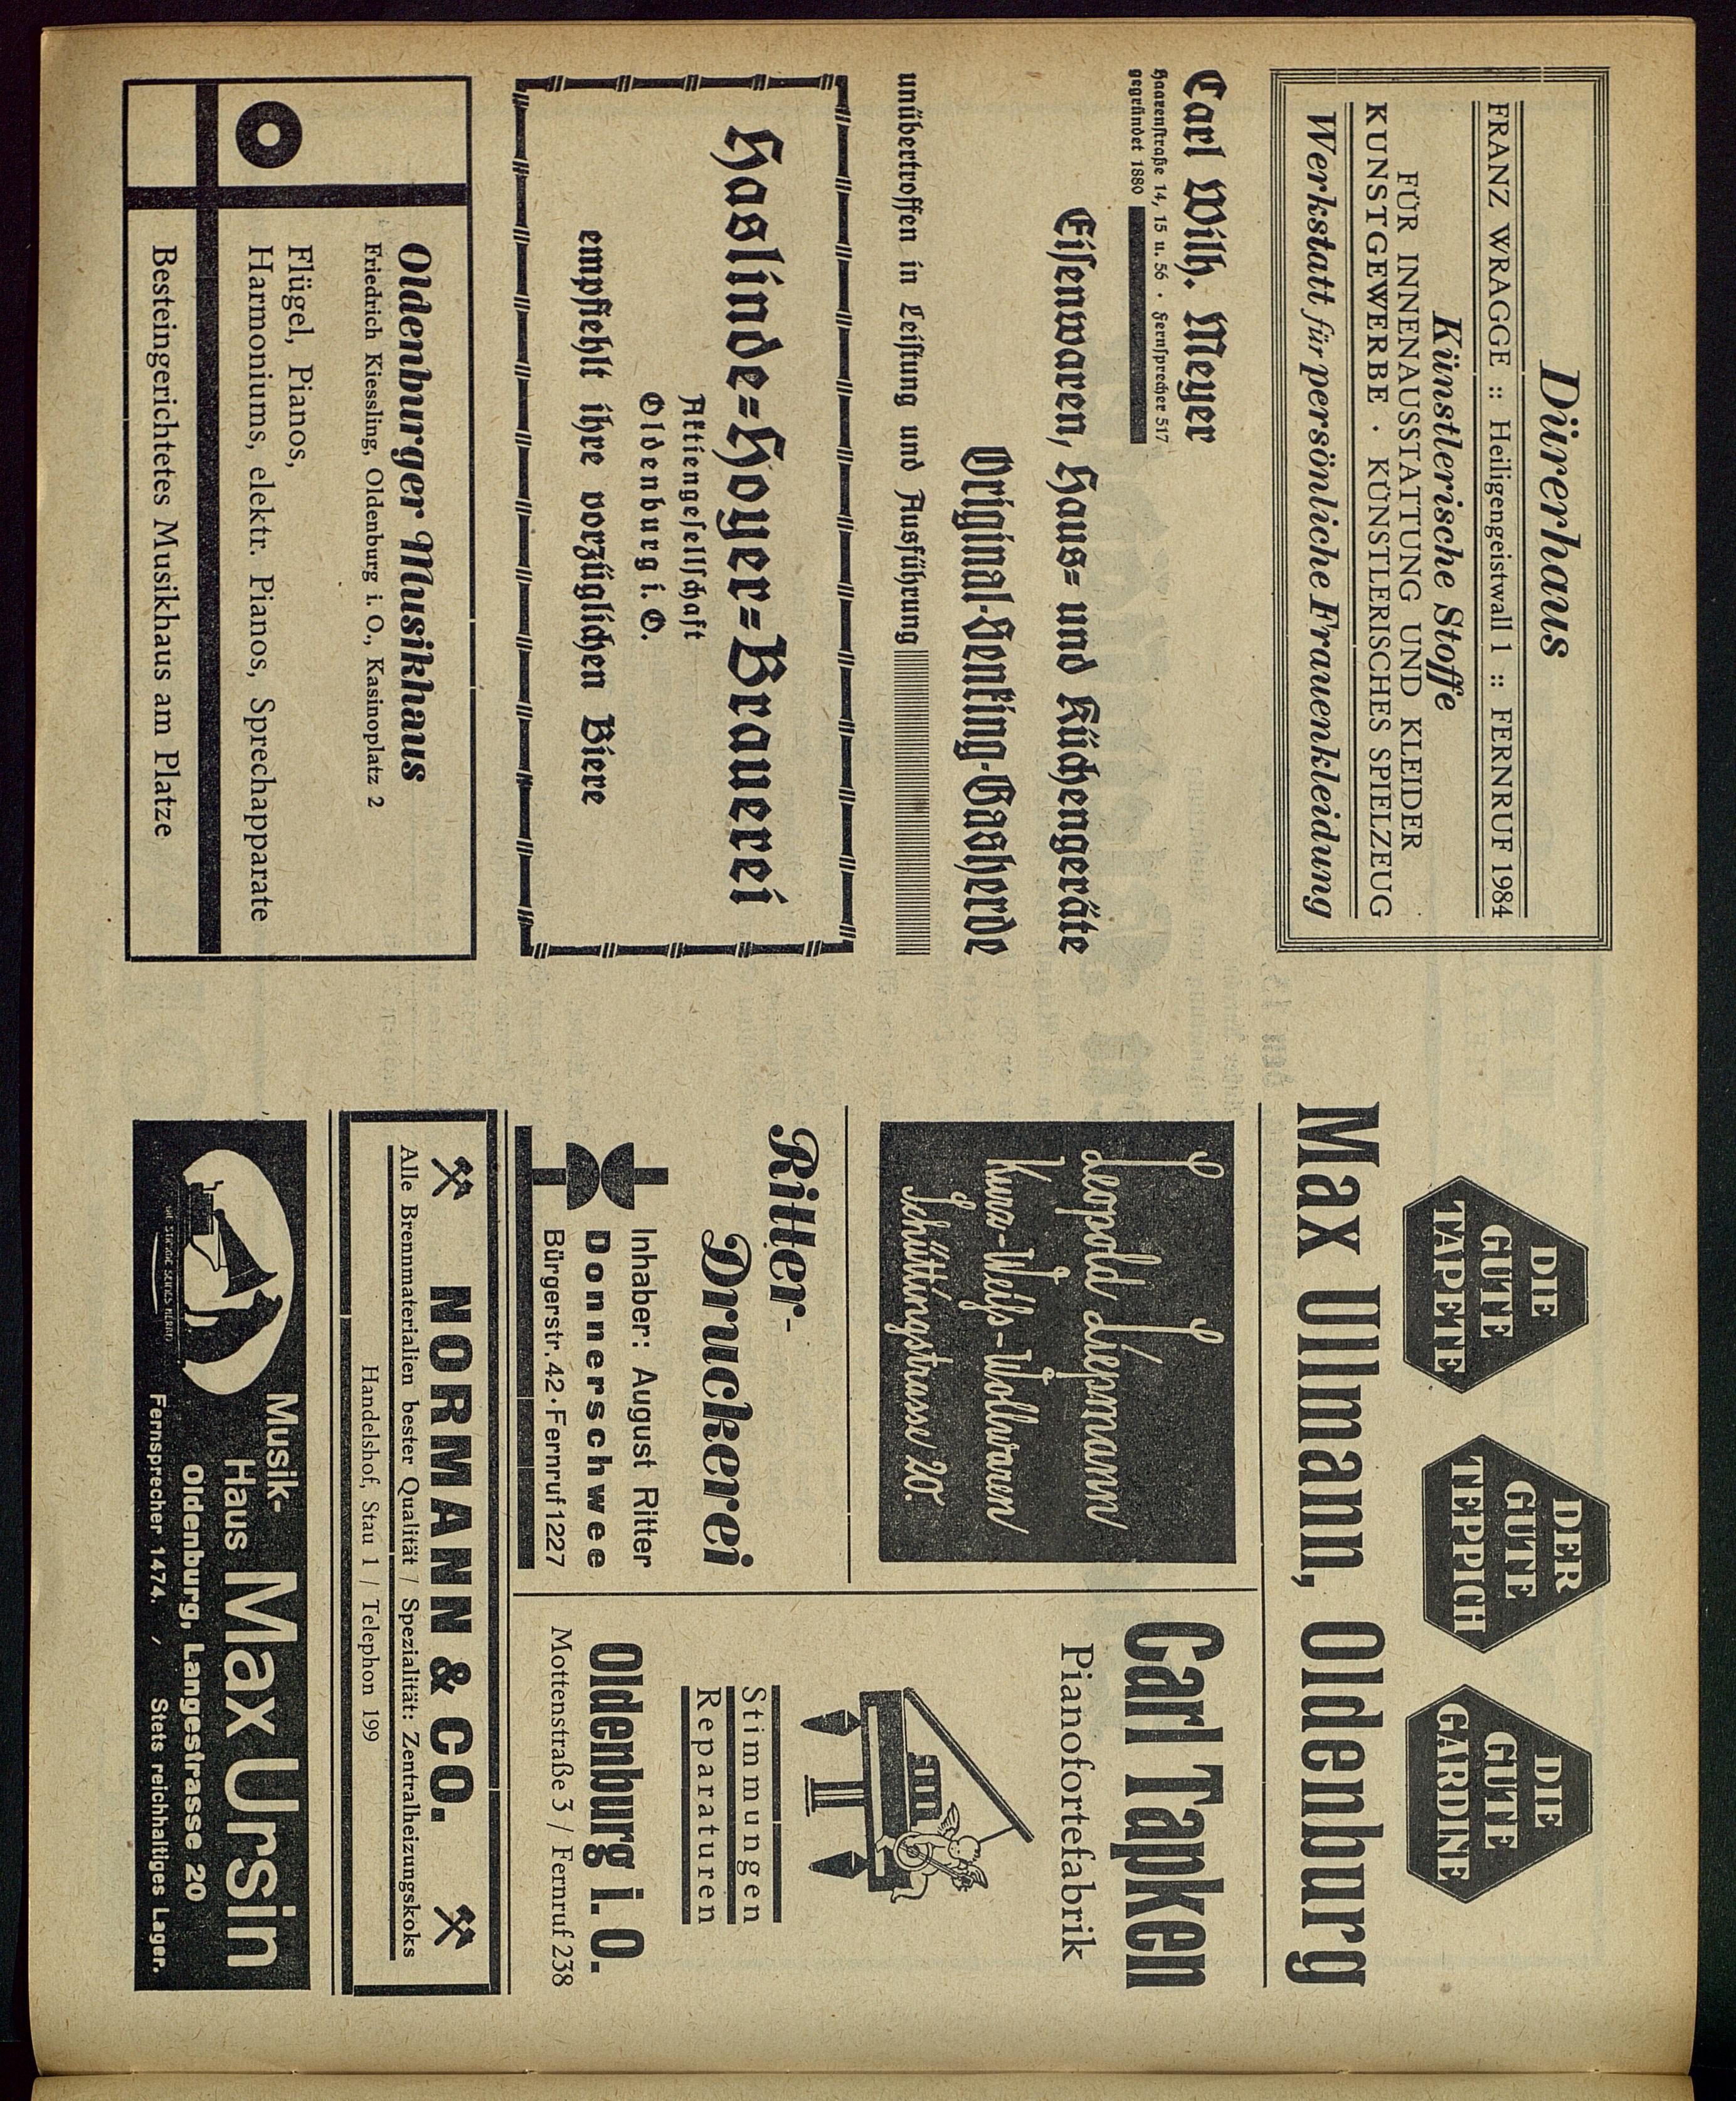 Dürerhaus
FRANZ WRAGGE :: Heiligengeistwall 1 :: FERNRUF 1984
Künstlerische Stoffe
FÜR INNENAUSSTATTUNG UND KLEIDER
KUNSTGEWERBE · KÜNSTLERISCHES SPIELZEUG
Werkstatt für persönliche Frauenkleidung
Carl Wilh. Meyer
Haarenstraße 14, 15 u. 56 · Fernsprecher 517
gegründet 1880
Eisenwaren, Haus- und Küchengeräte
Original-Senking-Gasherde
unübertroffen in Leistung und Ausführung
Haslinde-Hoyer-Brauerei
Aktiengesellschaft
Oldenburg i. O.
empfiehlt ihre vorzüglichen Biere
Oldenburger Musikhaus
Friedrich Kiessling, Oldenburg i. O., Kasinoplatz 2
Flügel, Pianos,
Harmoniums, elektr. Pianos, Sprechapparate
Besteingerichtetes Musikhaus am Platze
DIE
GUTE
TAPETE
DER
GUTE
TEPPICH
DIE
GUTE
GARDINE
Max Ullmann, Oldenburg
Leopold Liepmann
Kurz-Weiß-Wollwaren
Schüttingstrasse 20.
Ritter-
Druckerei
Inhaber: August Ritter
Donnerschwee
Bürgerstr. 42 · Fernruf 1227
Carl Tapken
Pianofortefabrik
Stimmungen
Reparaturen
Oldenburg i. O.
Mottenstraße 3 / Fernruf 238
NORMANN & CO.
Alle Brennmaterialien bester Qualität / Spezialität: Zentralheizungskoks
Handelshof, Stau 1 / Telephon 199
Musik-
Haus Max Ursin
Oldenburg, Langestrasse 20
Fernsprecher 1474. / Stets reichhaltiges Lager.